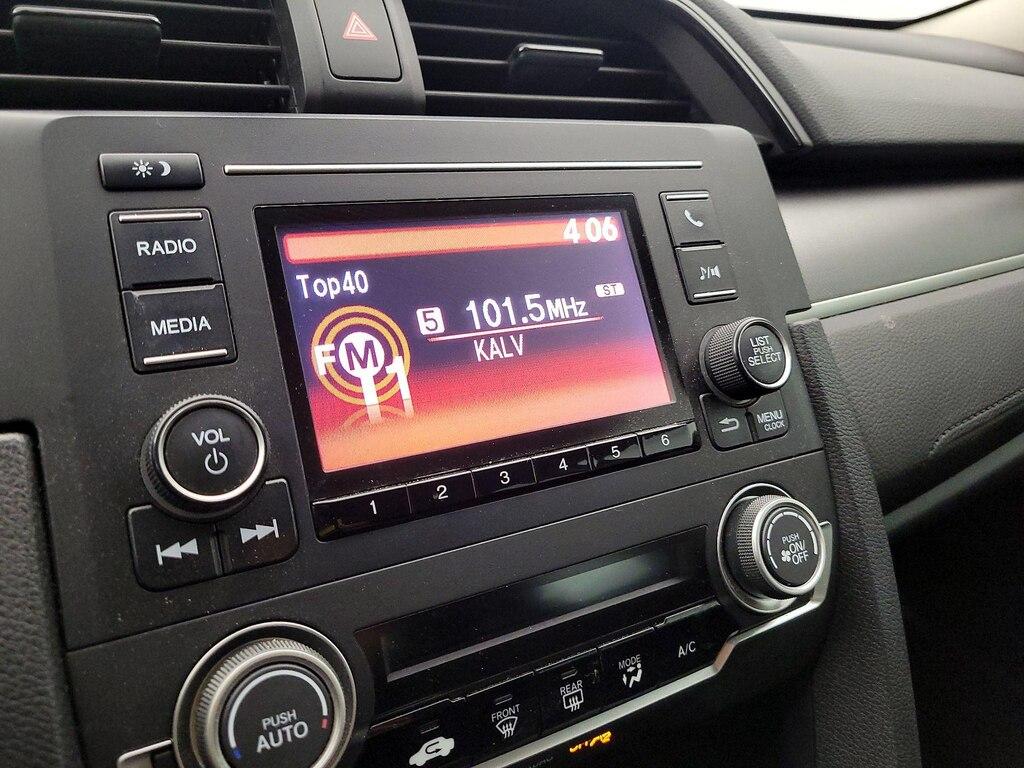 RADIO
MEDIA
VOL
4:06
Top40
ST
5 101.5MHz
KALV
FM1
1 2 3 4 5 6
LIST
PUSH
SELECT
MENU
CLOCK
PUSH
ON/
OFF
PUSH
AUTO
FRONT
REAR
MODE
A/C